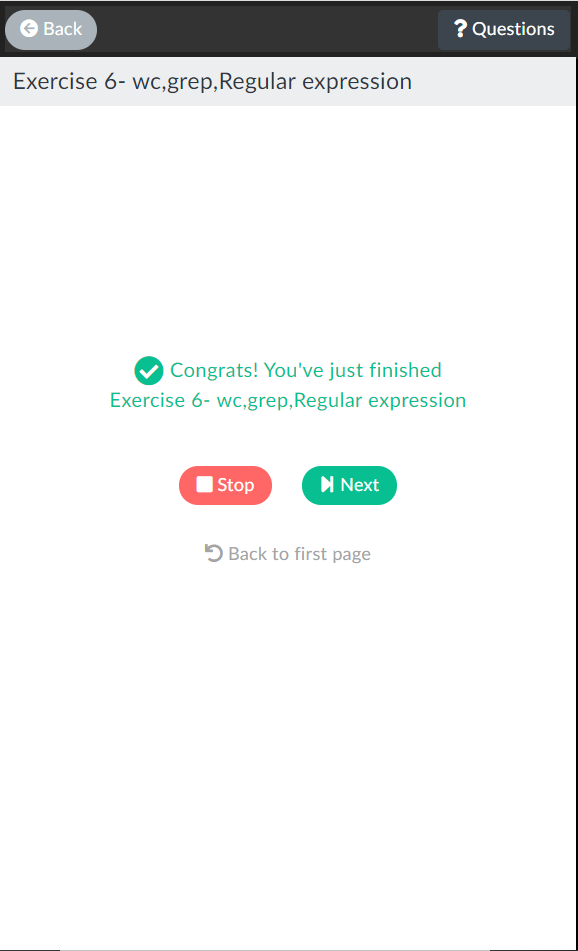 Back
Questions
Exercise 6- wc,grep,Regular expression
Congrats! You've just finished
Exercise 6- wc,grep,Regular expression
Stop
Next
Back to first page